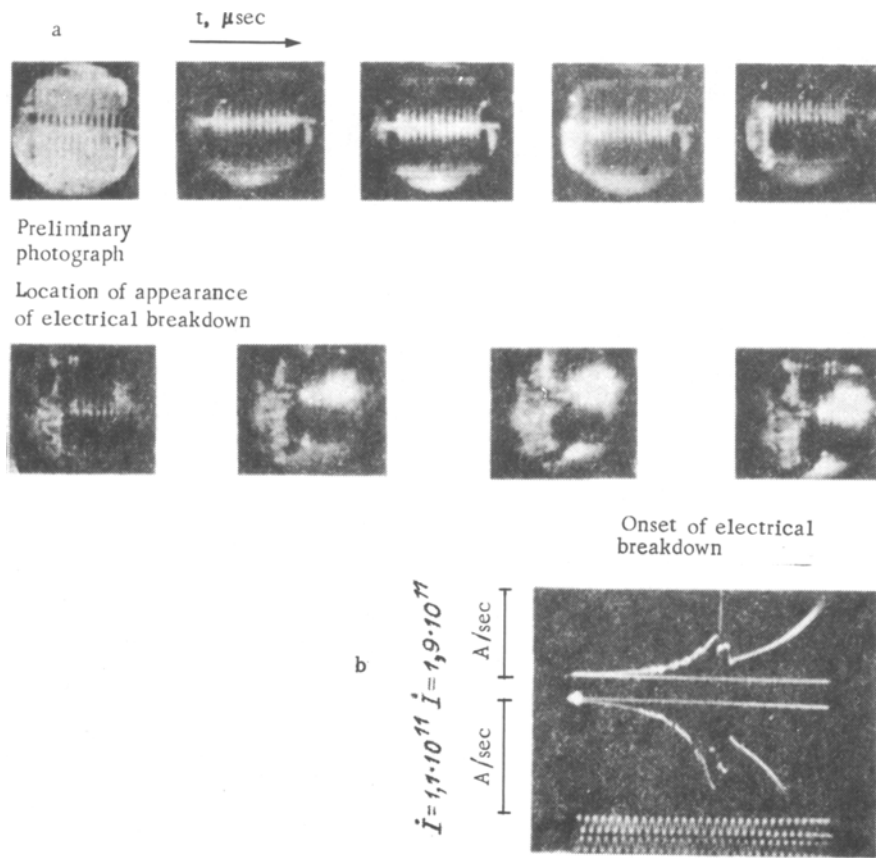 a
t, μsec
Preliminary
photograph
Location of appearance
of electrical breakdown
Onset of electrical
breakdown
b
İ=1,9·10¹¹
A/sec
İ=1,1·10¹¹
A/sec